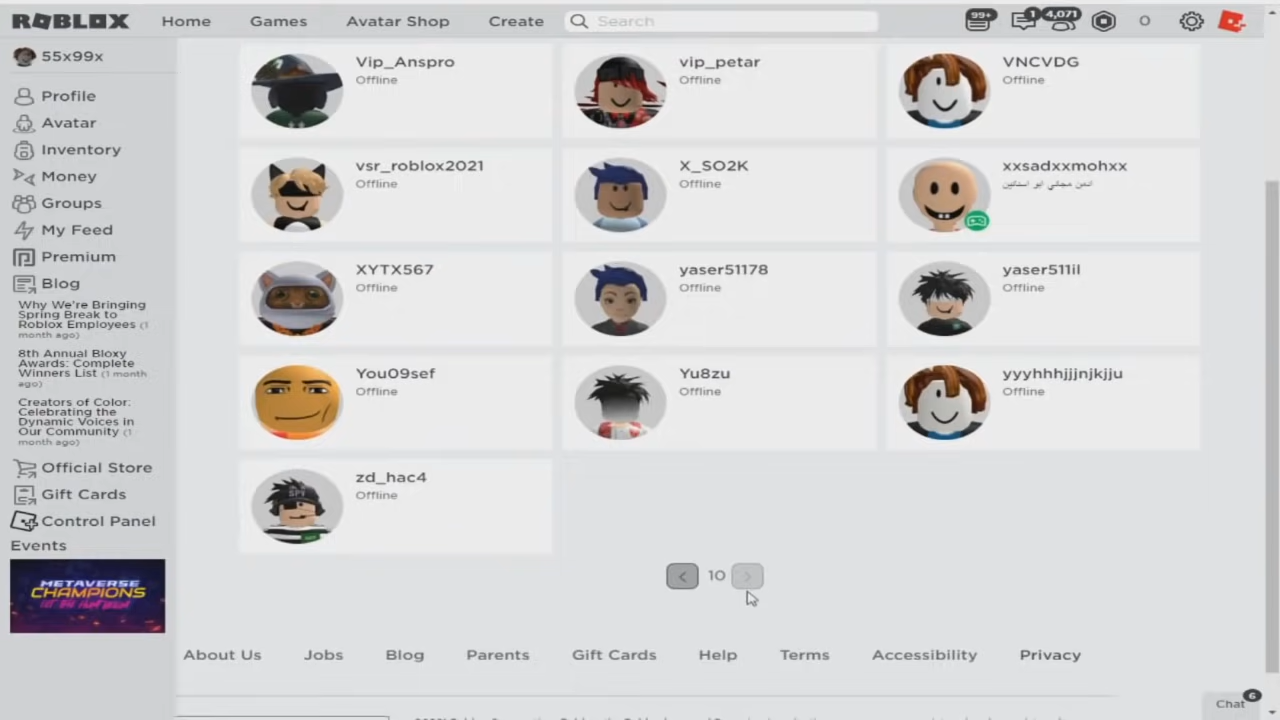 ROBLOX
Home
Games
Avatar Shop
Create
Search
99+
1
4,071
0
55x99x
Profile
Avatar
Inventory
Money
Groups
My Feed
Premium
Blog
Why We're Bringing
Spring Break to
Roblox Employees (1
month ago)
8th Annual Bloxy
Awards: Complete
Winners List (1 month
ago)
Creators of Color:
Celebrating the
Dynamic Voices in
Our Community (1
month ago)
Official Store
Gift Cards
Control Panel
Events
METAVERSE
CHAMPIONS
Vip_Anspro
Offline
vip_petar
Offline
VNCVDG
Offline
vsr_roblox2021
Offline
X_SO2K
Offline
xxsadxxmohxx
ادمن مجاني ابو
XYTX567
Offline
yaser51178
Offline
yaser511il
Offline
You09sef
Offline
Yu8zu
Offline
yyyhhhjjjnjkjju
Offline
zd_hac4
Offline
< 10 >
About Us
Jobs
Blog
Parents
Gift Cards
Help
Terms
Accessibility
Privacy
Chat
6